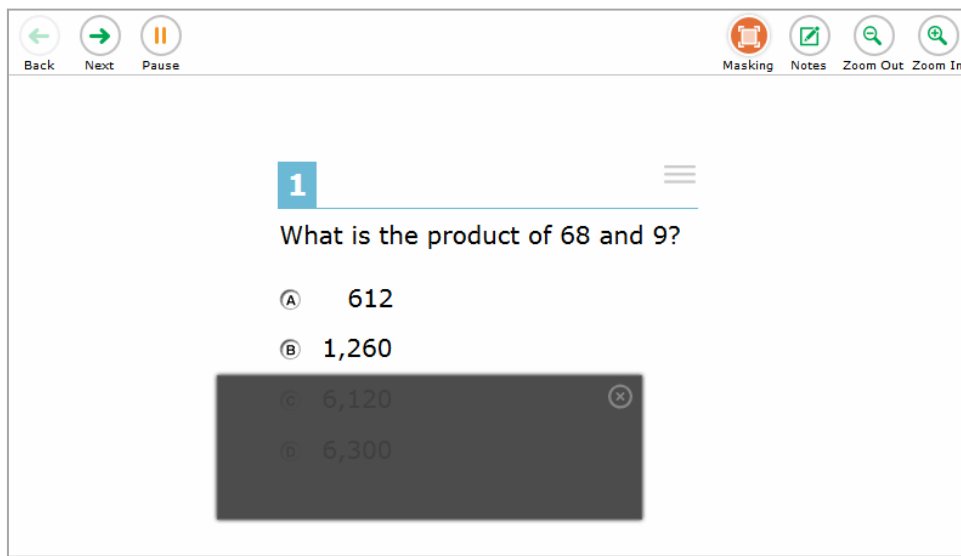 Back Next Pause Masking Notes Zoom Out Zoom In
1
What is the product of 68 and 9?
A 612
B 1,260
C 6,120
D 6,300